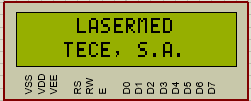 LASERMED
TECE, S.A.
VSS VDD VEE RS RW E D0 D1 D2 D3 D4 D5 D6 D7